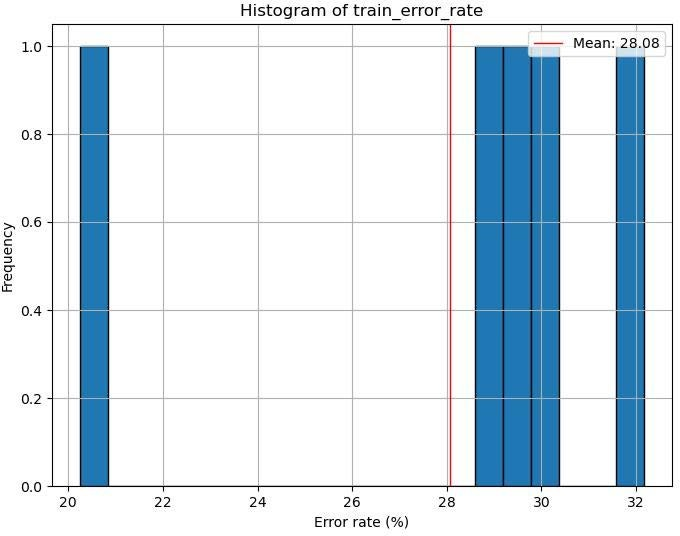 Histogram of train_error_rate
Mean: 28.08
1.0
0.8
0.6
0.4
0.2
0.0
Frequency
20 22 24 26 28 30 32
Error rate (%)